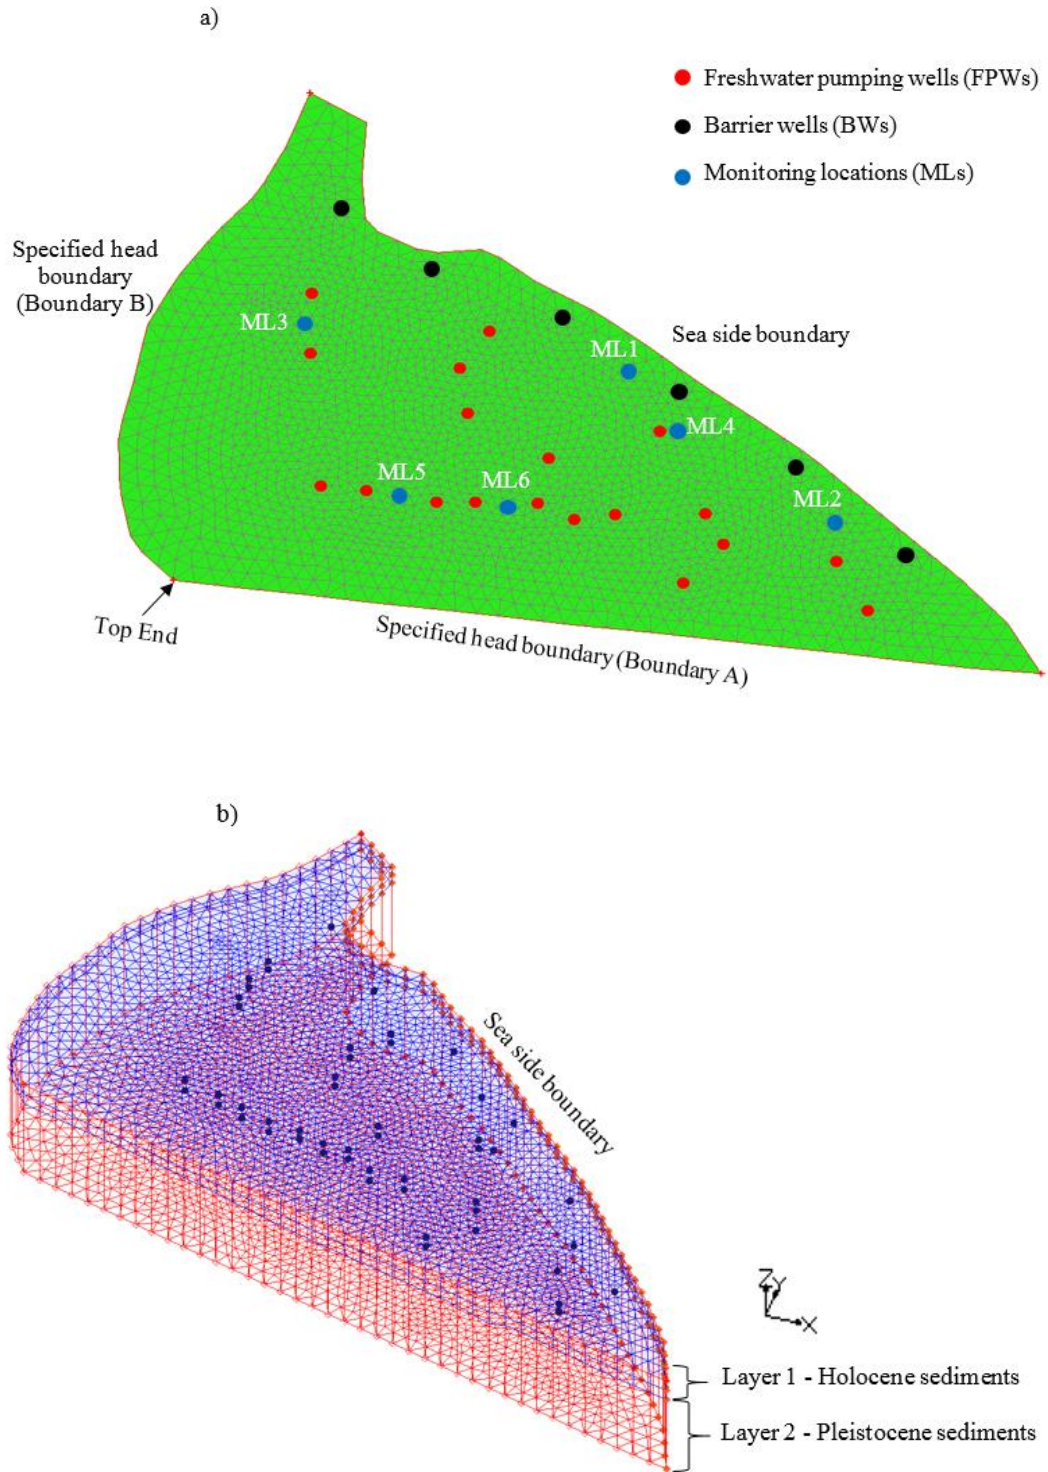 a)
Freshwater pumping wells (FPWs)
Barrier wells (BWs)
Monitoring locations (MLs)
Specified head
boundary
(Boundary B)
ML3
ML1
Sea side boundary
ML4
ML5
ML6
ML2
Top End
Specified head boundary (Boundary A)
b)
Sea side boundary
Z
Y
X
Layer 1 - Holocene sediments
Layer 2 - Pleistocene sediments